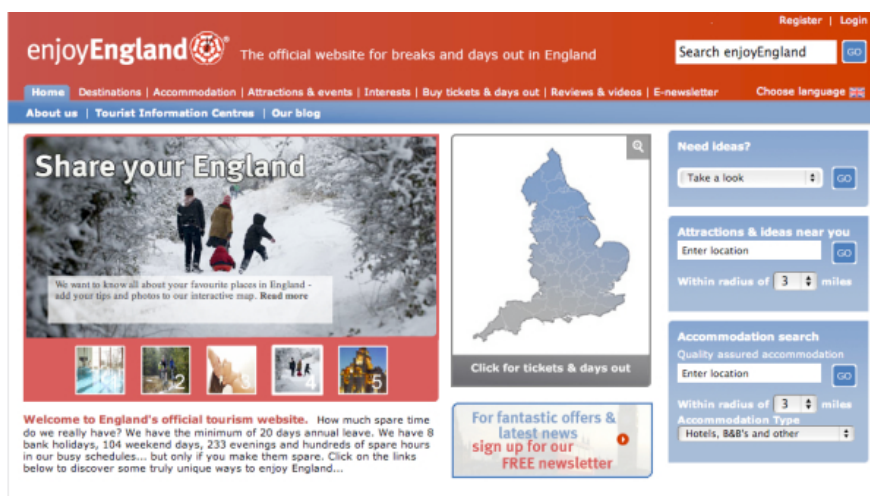 Register | Login
enjoyEngland
The official website for breaks and days out in England
Search enjoyEngland GO
Home Destinations | Accommodation | Attractions & events | Interests | Buy tickets & days out | Reviews & videos | E-newsletter Choose language
About us | Tourist Information Centres | Our blog
Share your England
We want to know all about your favourite places in England -
add your tips and photos to our interactive map. Read more
1 2 3 4 5
Welcome to England's official tourism website. How much spare time
do we really have? We have the minimum of 20 days annual leave. We have 8
bank holidays, 104 weekend days, 233 evenings and hundreds of spare hours
in our busy schedules... but only if you make them spare. Click on the links
below to discover some truly unique ways to enjoy England...
Click for tickets & days out
For fantastic offers &
latest news
sign up for our
FREE newsletter
Need ideas?
Take a look GO
Attractions & ideas near you
Enter location GO
Within radius of 3 miles
Accommodation search
Quality assured accommodation
Enter location GO
Within radius of 3 miles
Accommodation Type
Hotels, B&B's and other